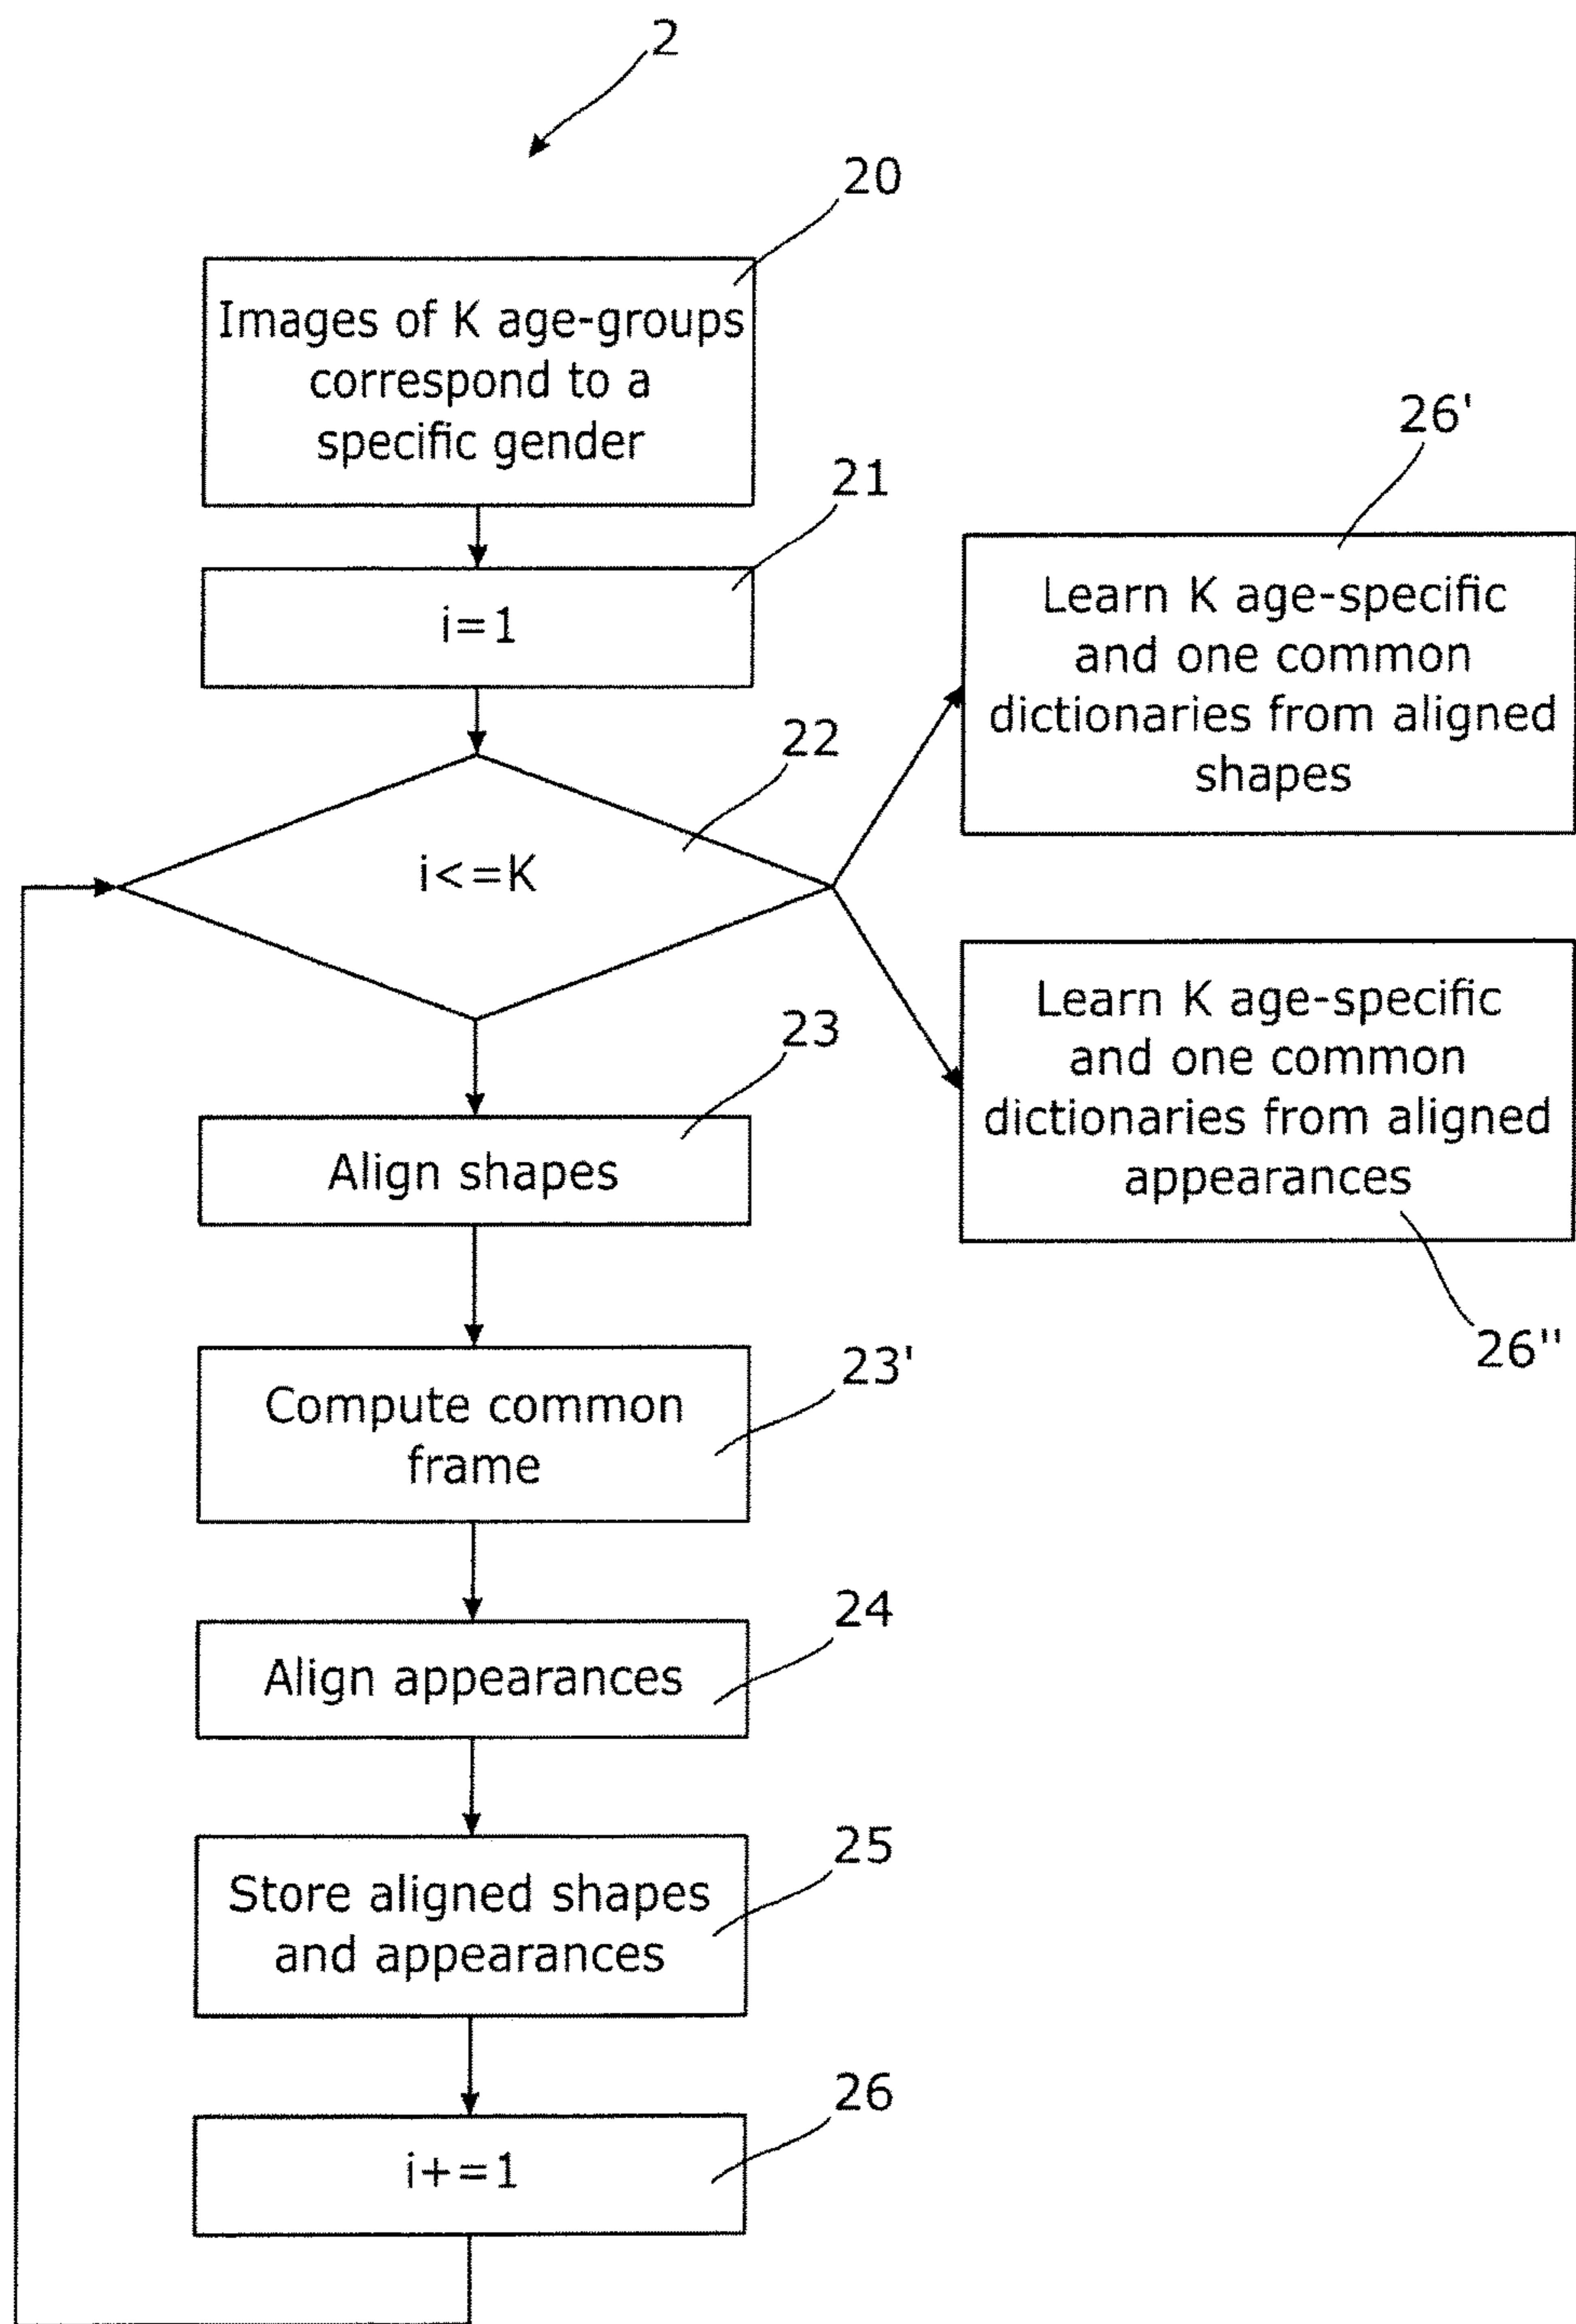 2
20
Images of K age-groups
correspond to a
specific gender
21
i=1
22
i<=K
26'
Learn K age-specific
and one common
dictionaries from aligned
shapes
Learn K age-specific
and one common
dictionaries from aligned
appearances
26"
23
Align shapes
23'
Compute common
frame
24
Align appearances
25
Store aligned shapes
and appearances
26
i+=1